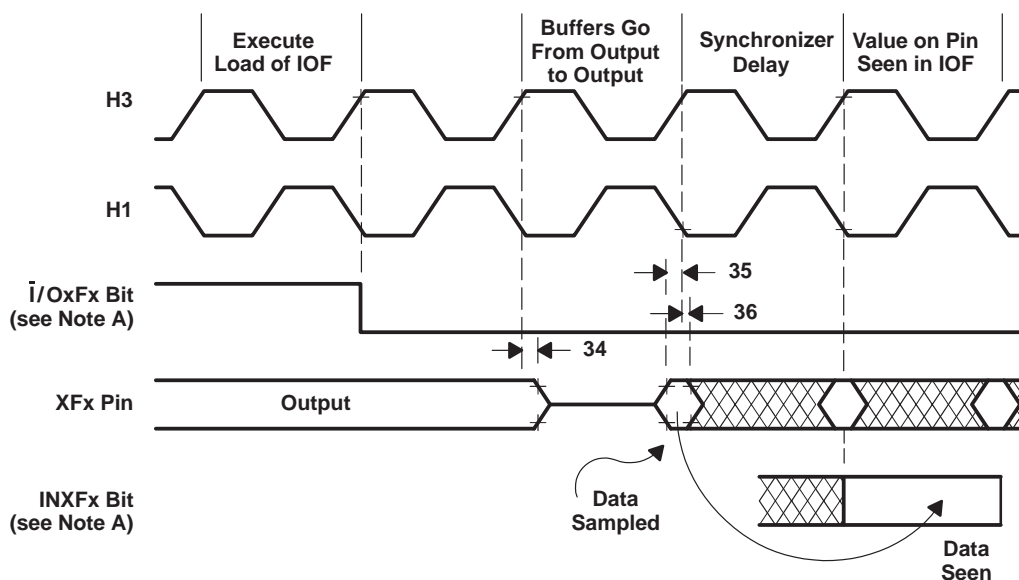 Execute
Load of IOF
Buffers Go
From Output
to Output
Synchronizer
Delay
Value on Pin
Seen in IOF
H3
H1
35
Ī/OxFx Bit
(see Note A)
36
34
XFx Pin
Output
INXFx Bit
(see Note A)
Data
Sampled
Data
Seen